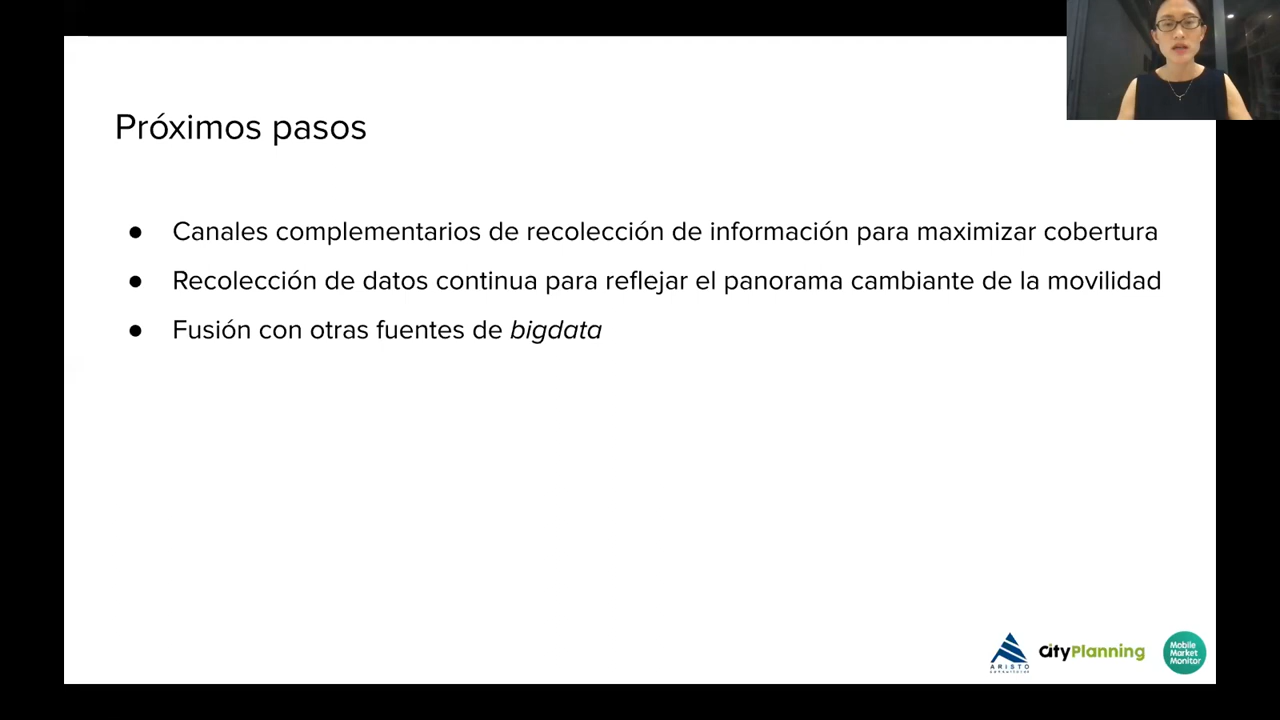 Próximos pasos
● Canales complementarios de recolección de información para maximizar cobertura
● Recolección de datos continua para reflejar el panorama cambiante de la movilidad
● Fusión con otras fuentes de bigdata
ARISTO
consultores
CityPlanning
Mobile
Market
Monitor